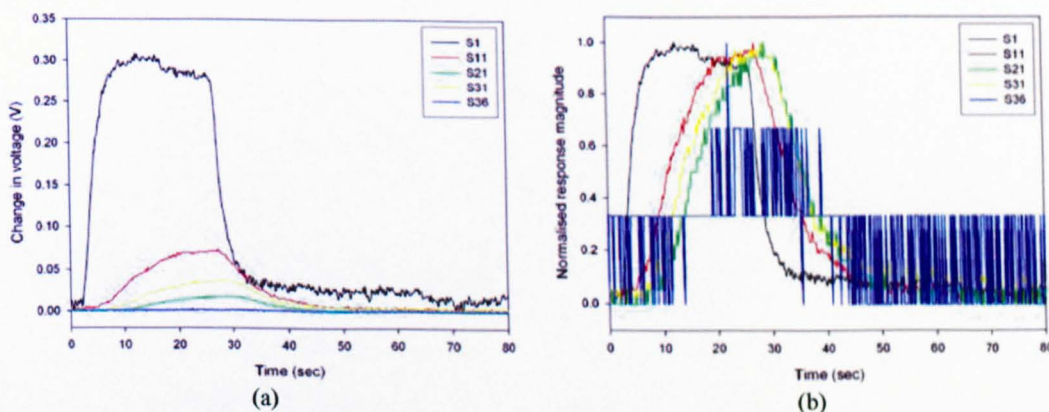 0.35
0.30
0.25
0.20
0.15
0.10
0.05
0.00
Change in voltage (V)
0 10 20 30 40 50 60 70 80
Time (sec)
S1
S11
S21
S31
S36
(a)
1.0
0.8
0.6
0.4
0.2
0.0
Normalised response magnitude
0 10 20 30 40 50 60 70 80
Time (sec)
S1
S11
S21
S31
S36
(b)